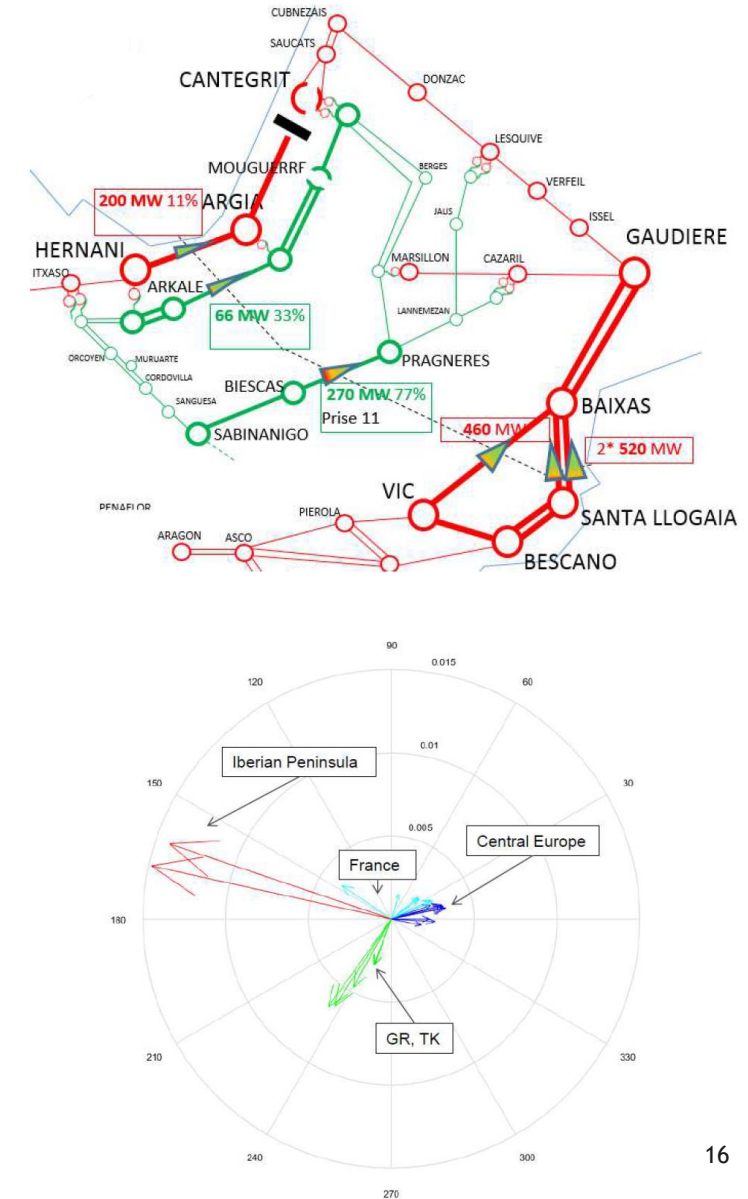 CUBNEZAIS
SAUCATS
CANTEGRIT
DONZAC
LESQUIVE
MOUGUERRE
BERGES
VERFEIL
200 MW 11%
ARGIA
JALIS
ISSEL
GAUDIERE
HERNANI
MARSILLON
CAZARIL
ITXASO
ARKALE
66 MW 33%
LANNEMEZAN
ORCOYEN
MURUARTE
PRAGNERES
CORDOVILLA
BIESCAS
270 MW 77%
Prise 11
SANGUESA
BAIXAS
SABINANIGO
460 MW
2* 520 MW
VIC
PENAFLOR
PIEROLA
SANTA LLOGAIA
ARAGON
ASCO
BESCANO
90
0.015
120
60
0.01
Iberian Peninsula
150
30
0.005
Central Europe
France
180
GR, TK
210
330
240
300
16
270